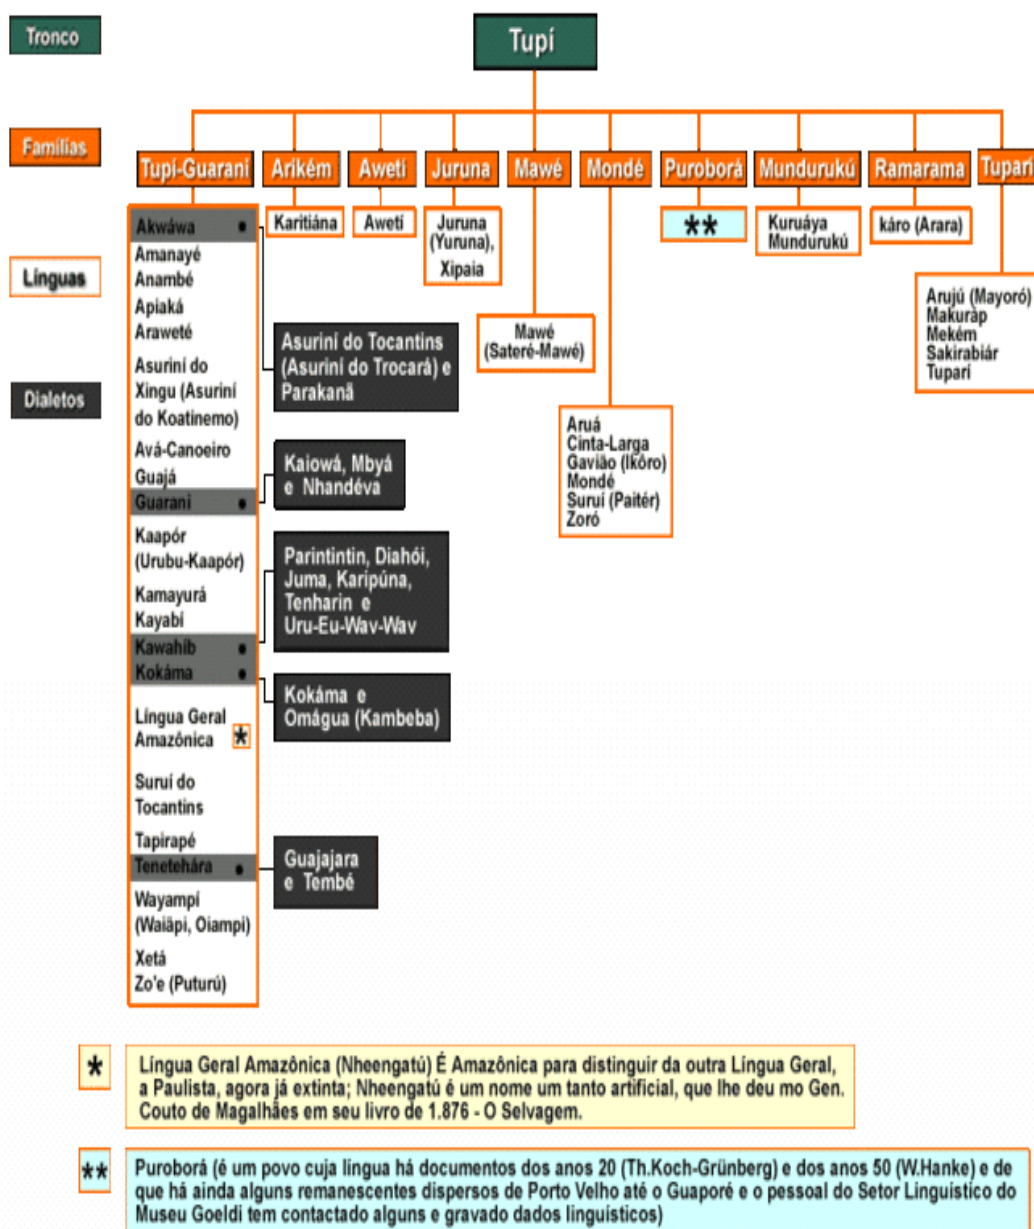 Tronco
Tupí
Famílias
Tupí-Guarani
Arikém
Awetí
Juruna
Mawé
Mondé
Puroborá
Mundurukú
Ramarama
Tuparí
Línguas
Dialetos
Akwáwa
Amanayé
Anambé
Apiaká
Araweté
Asuriní do
Xingu (Asuriní
do Koatinemo)
Avá-Canoeiro
Guajá
Guarani
Kaapór
(Urubu-Kaapór)
Kamayurá
Kayabí
Kawahíb
Kokáma
Língua Geral
Amazônica *
Suruí do
Tocantins
Tapirapé
Tenetehára
Wayampí
(Waiãpi, Oiampi)
Xetá
Zo'e (Puturú)
Asuriní do Tocantins
(Asuriní do Trocará) e
Parakanã
Kaiowá, Mbyá
e Nhandéva
Parintintin, Diahói,
Juma, Karipúna,
Tenharin e
Uru-Eu-Wav-Wav
Kokáma e
Omágua (Kambeba)
Guajajara
e Tembé
Karitiána
Awetí
Juruna
(Yuruna),
Xipaia
Mawé
(Sateré-Mawé)
Aruá
Cinta-Larga
Gavião (Ikôro)
Mondé
Suruí (Paitér)
Zoró
**
Kuruáya
Mundurukú
káro (Arara)
Arujú (Mayoró)
Makuráp
Mekém
Sakirabiár
Tuparí
*
Língua Geral Amazônica (Nheengatú) É Amazônica para distinguir da outra Língua Geral,
a Paulista, agora já extinta; Nheengatú é um nome um tanto artificial, que lhe deu mo Gen.
Couto de Magalhães em seu livro de 1.876 - O Selvagem.
**
Puroborá (é um povo cuja língua há documentos dos anos 20 (Th.Koch-Grünberg) e dos anos 50 (W.Hanke) e de
que há ainda alguns remanescentes dispersos de Porto Velho até o Guaporé e o pessoal do Setor Linguístico do
Museu Goeldi tem contactado alguns e gravado dados linguísticos)